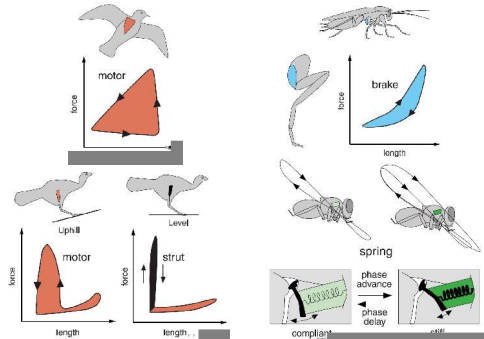 motor
force
brake
force
length
Uphill
Level
motor
strut
force
force
length
length, ,
spring
phase
advance
phase
delay
compliant